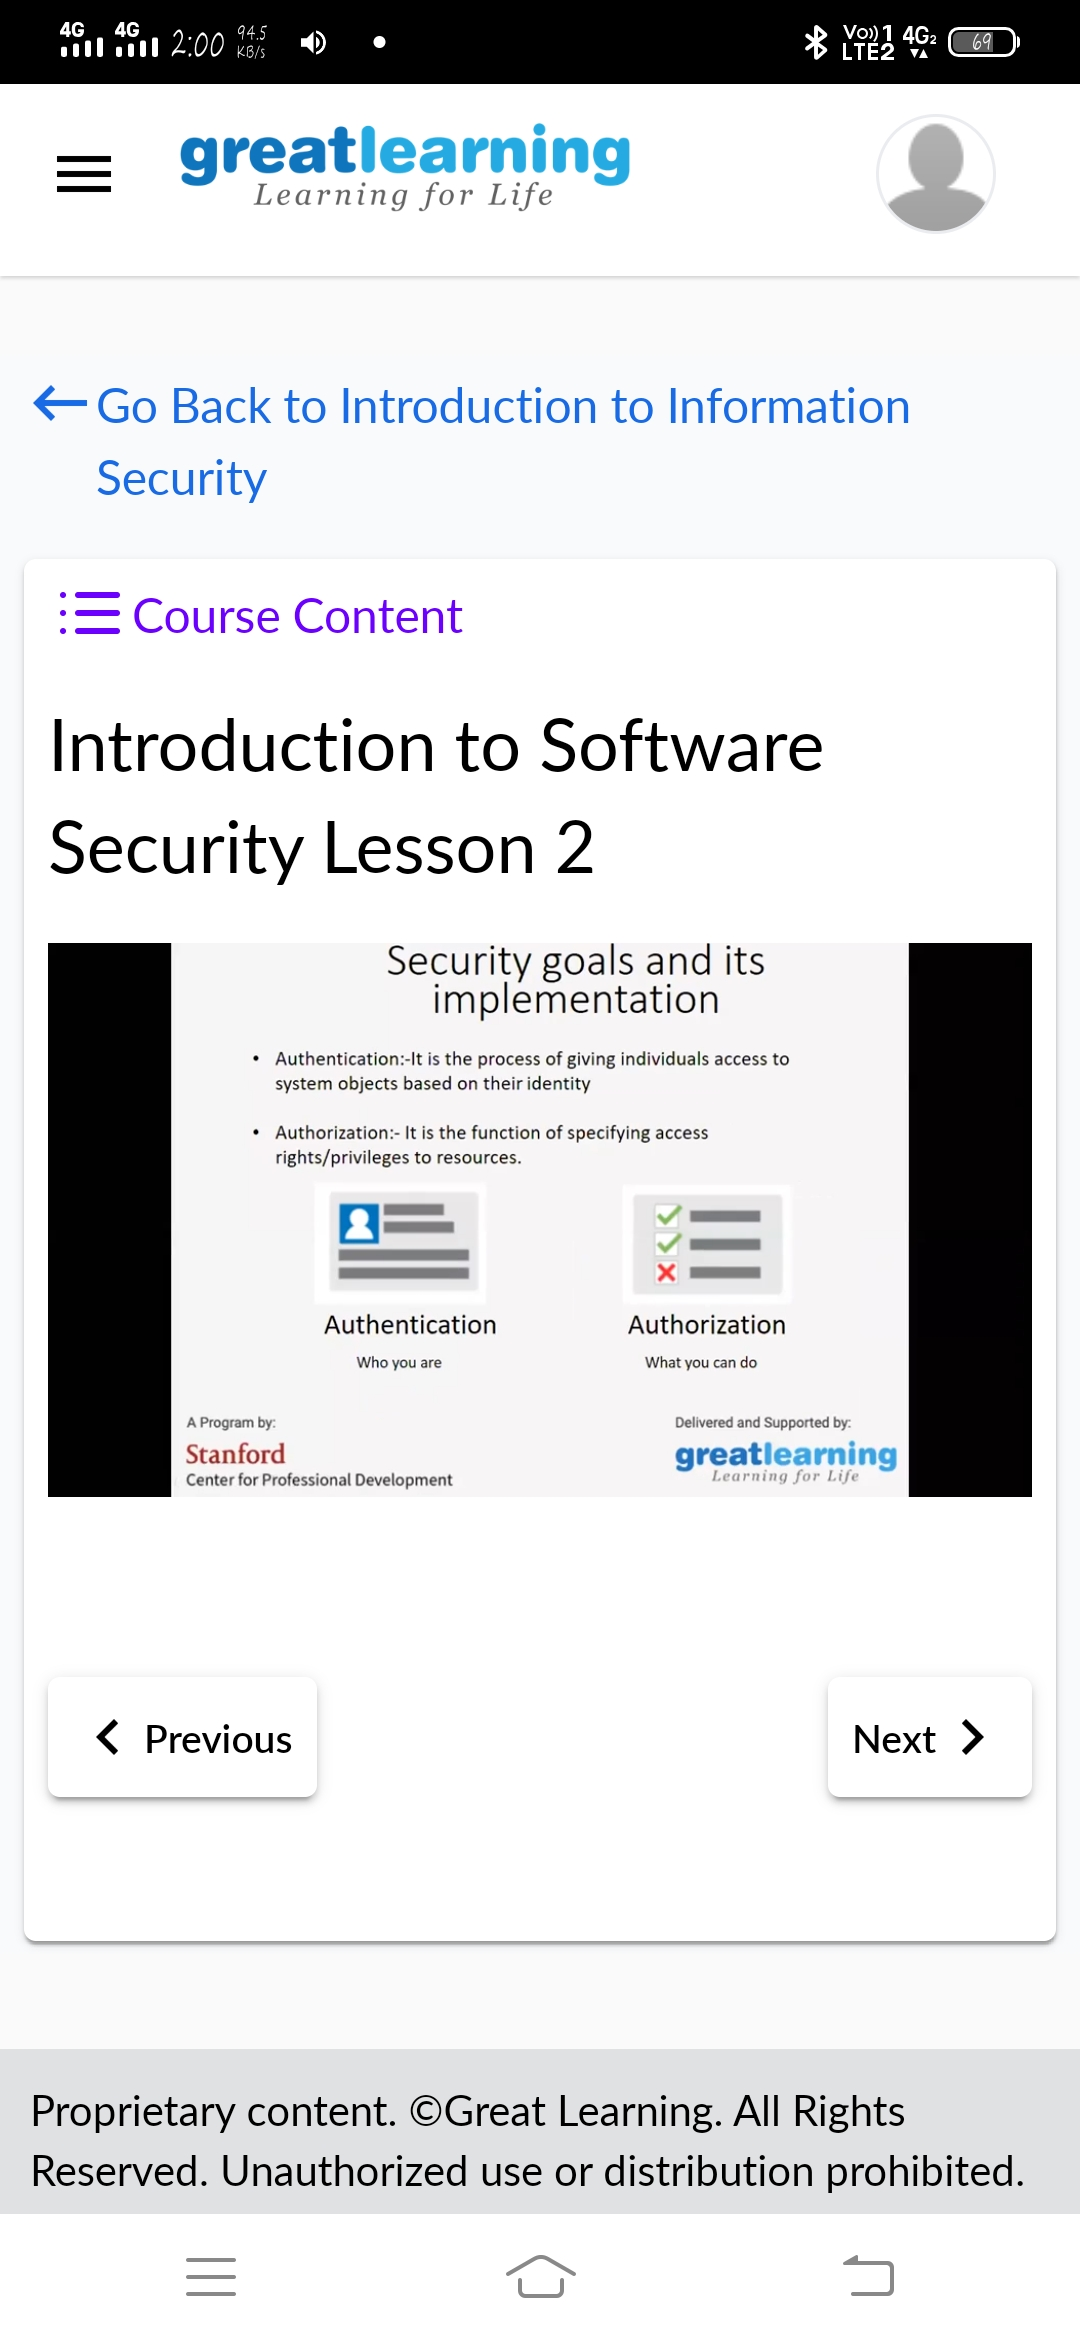 4G 4G 2:00 94.5 KB/s Vo)) 1 LTE2 4G2 69
greatlearning
Learning for Life
Go Back to Introduction to Information
Security
Course Content
Introduction to Software
Security Lesson 2
Security goals and its
implementation
• Authentication:-It is the process of giving individuals access to
system objects based on their identity
• Authorization:- It is the function of specifying access
rights/privileges to resources.
Authentication
Who you are
Authorization
What you can do
A Program by:
Stanford
Center for Professional Development
Delivered and Supported by:
greatlearning
Learning for Life
Previous
Next
Proprietary content. ©Great Learning. All Rights
Reserved. Unauthorized use or distribution prohibited.